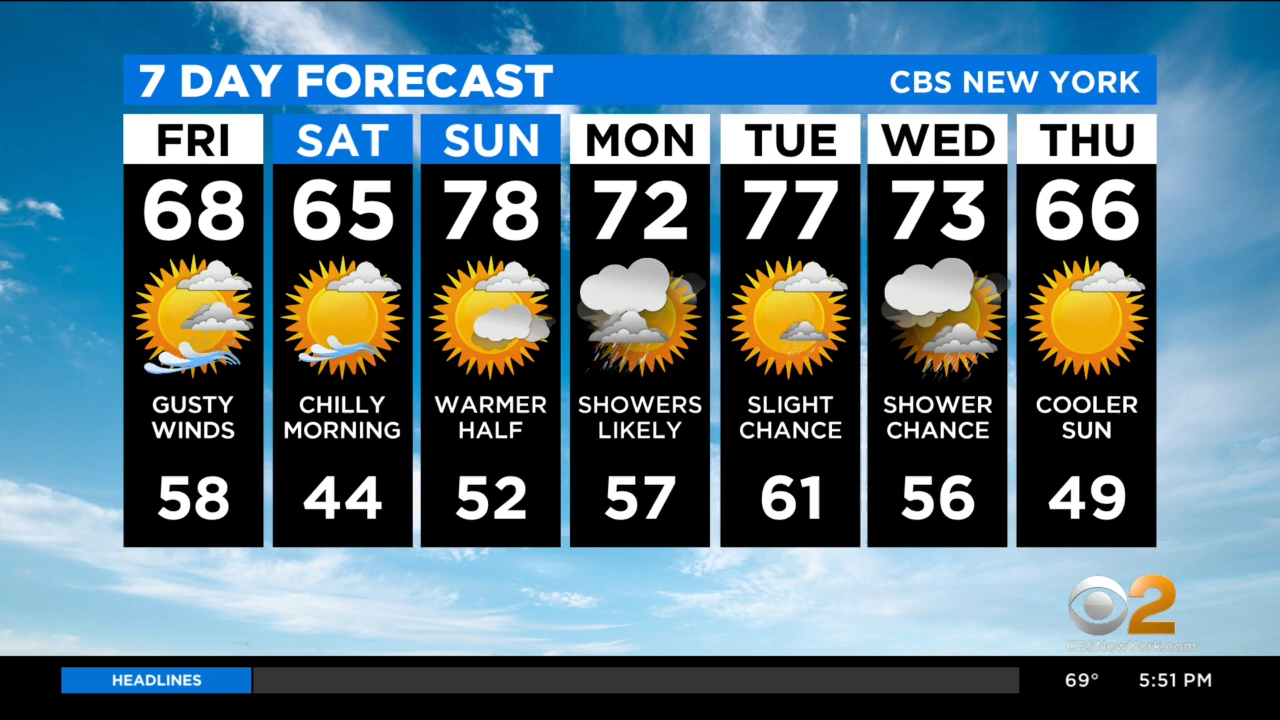 7 DAY FORECAST
CBS NEW YORK
FRI SAT SUN MON TUE WED THU
68 65 78 72 77 73 66
GUSTY WINDS
CHILLY MORNING
WARMER HALF
SHOWERS LIKELY
SLIGHT CHANCE
SHOWER CHANCE
COOLER SUN
58 44 52 57 61 56 49
2
CBSNewYork.com
HEADLINES
69° 5:51 PM